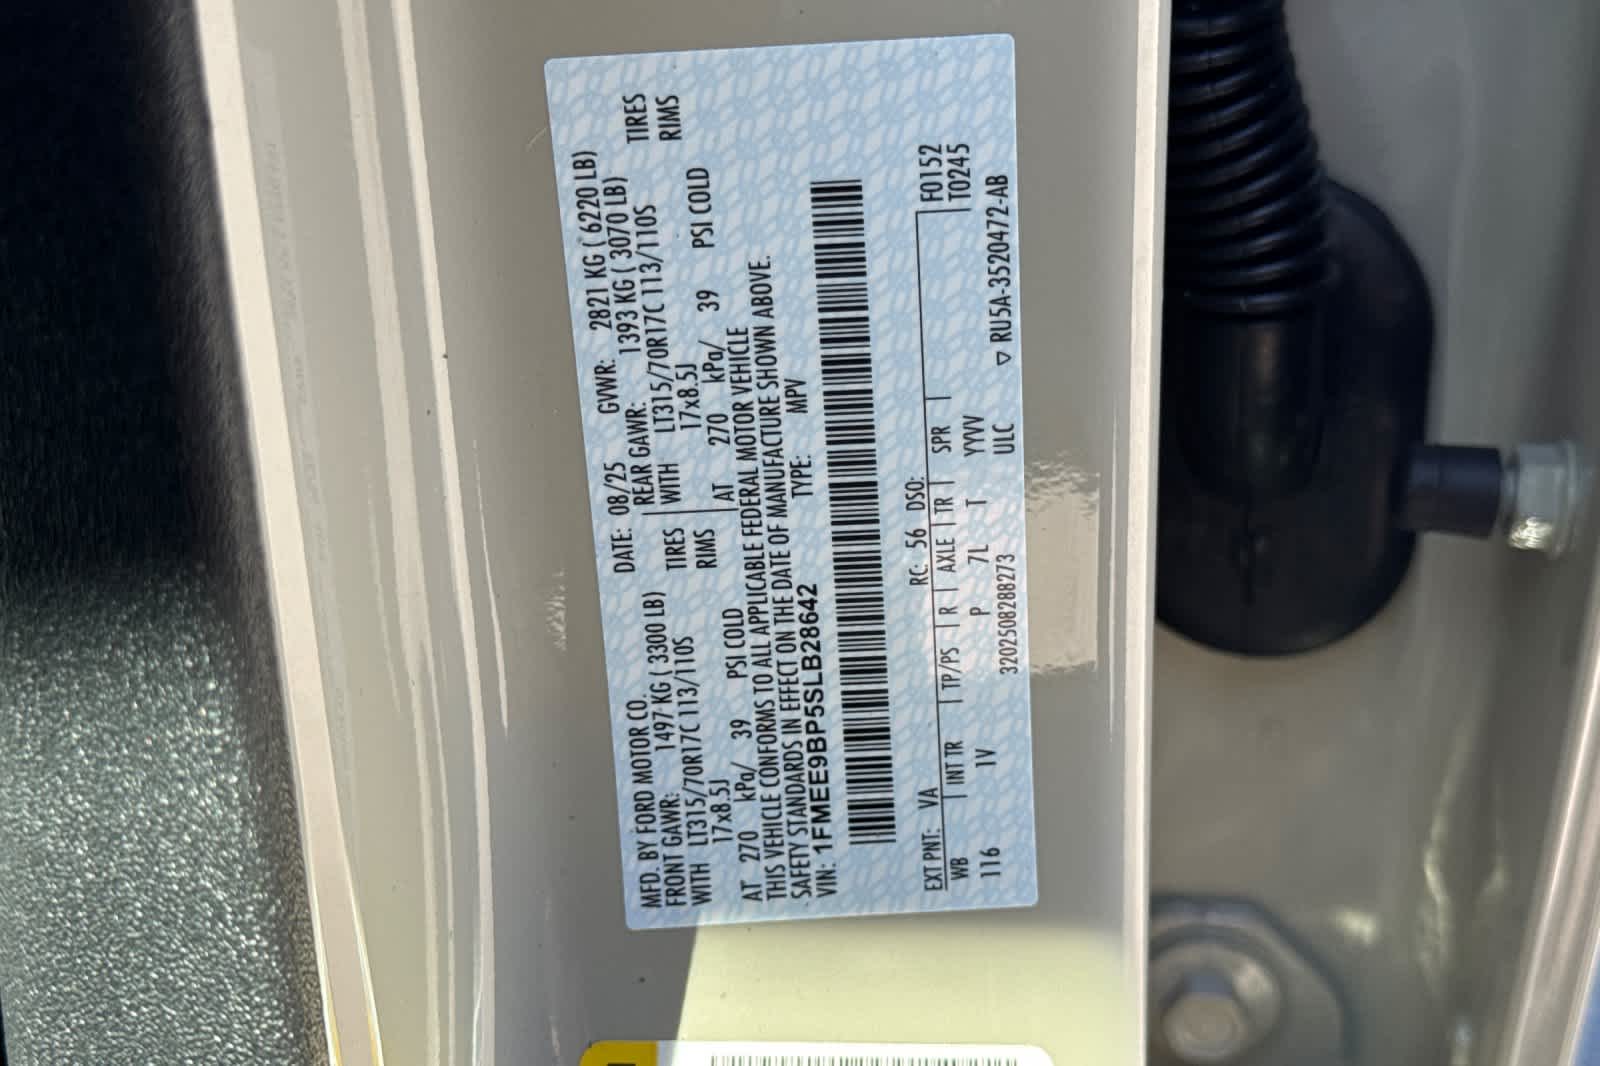 MFD. BY FORD MOTOR CO.
DATE: 08/25 GVWR: 2821 KG ( 6220 LB)
FRONT GAWR: 1497 KG ( 3300 LB)
REAR GAWR: 1393 KG ( 3070 LB)
WITH LT315/70R17C 113/110S TIRES
WITH LT315/70R17C 113/110S TIRES
17x8.5J RIMS
17x8.5J RIMS
AT 270 kPa/ 39 PSI COLD
AT 270 kPa/ 39 PSI COLD
THIS VEHICLE CONFORMS TO ALL APPLICABLE FEDERAL MOTOR VEHICLE
SAFETY STANDARDS IN EFFECT ON THE DATE OF MANUFACTURE SHOWN ABOVE.
VIN: 1FMEE9BP5SLB28642 TYPE: MPV
EXT PNT: VA RC: 56 DSO: F0152
WB INT TR TP/PS R AXLE TR SPR T0245
116 1V P 7L T YYVV
3202508288273 ULC ▽ RU5A-3520472-AB